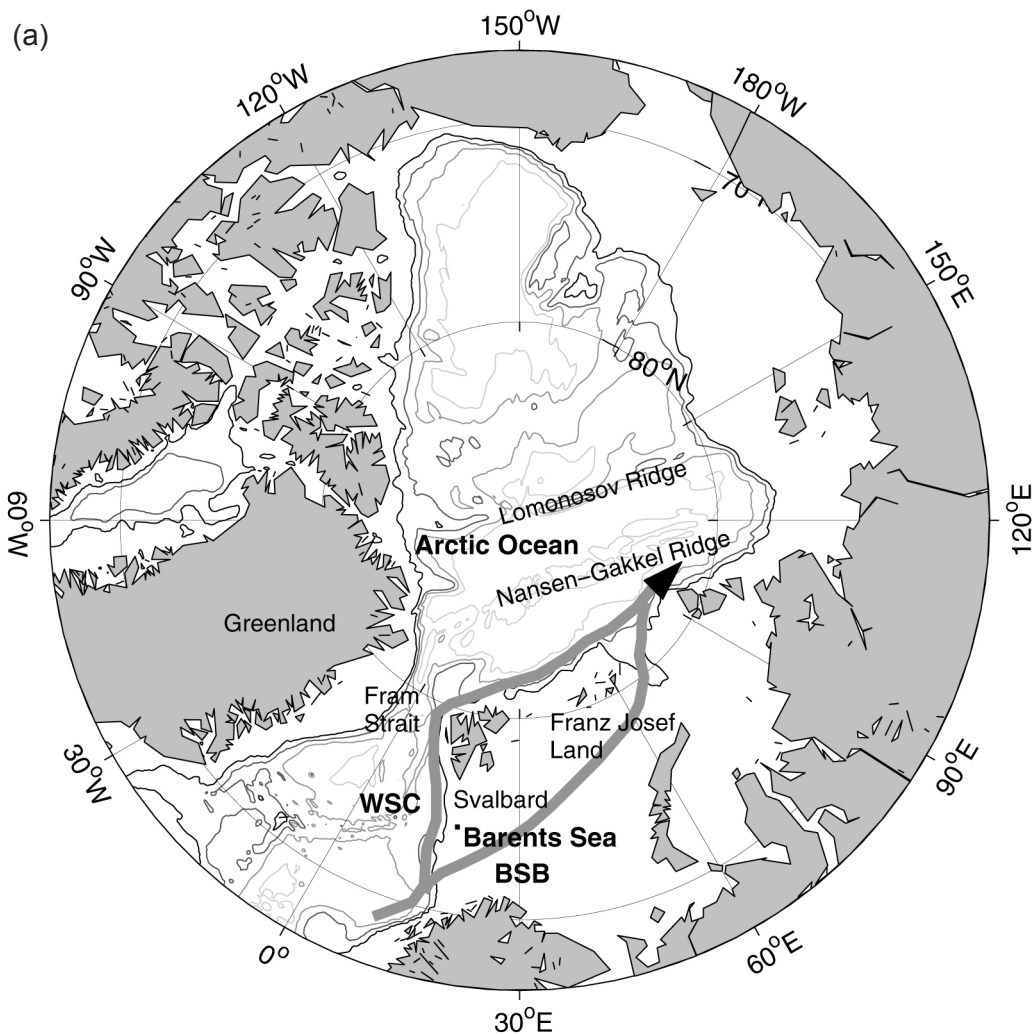 (a)
150°W
120°W
180°W
70°N
90°W
150°E
80°N
Lomonosov Ridge
60°W
120°E
Arctic Ocean
Nansen–Gakkel Ridge
Greenland
Fram
Strait
Franz Josef
Land
30°W
90°E
WSC
Svalbard
Barents Sea
BSB
0°
60°E
30°E